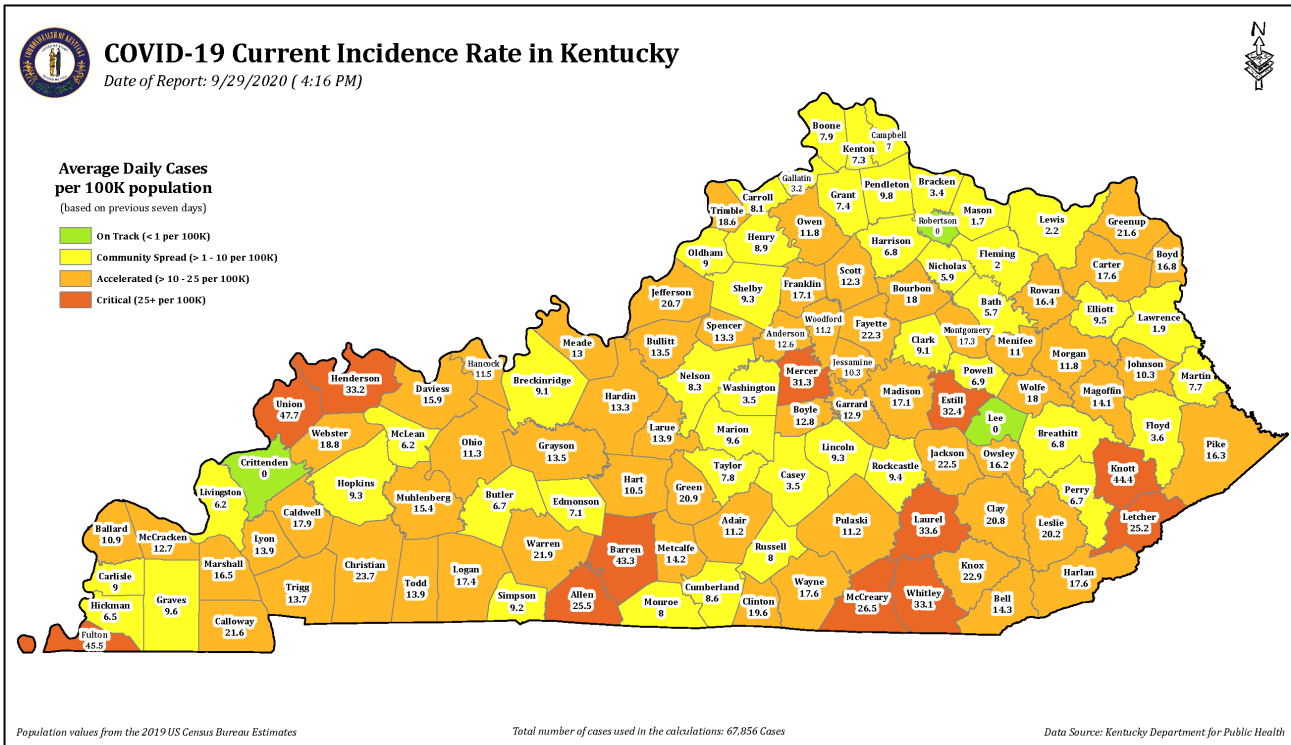 COVID-19 Current Incidence Rate in Kentucky
Date of Report: 9/29/2020 ( 4:16 PM)
N
Average Daily Cases
per 100K population
(based on previous seven days)
On Track (< 1 per 100K)
Community Spread (> 1 - 10 per 100K)
Accelerated (> 10 - 25 per 100K)
Critical (25+ per 100K)
Boone
7.9
Kenton
7.3
Campbell
7
Gallatin
3.2
Carroll
8.1
Trimble
18.6
Grant
7.4
Pendleton
9.8
Bracken
3.4
Mason
1.7
Robertson
0
Lewis
2.2
Greenup
21.6
Boyd
16.8
Carter
17.6
Owen
11.8
Henry
8.9
Oldham
9
Harrison
6.8
Nicholas
5.9
Fleming
2
Rowan
16.4
Elliott
9.5
Lawrence
1.9
Jefferson
20.7
Shelby
9.3
Franklin
17.1
Scott
12.3
Bourbon
18
Bath
5.7
Spencer
13.3
Anderson
12.6
Woodford
11.2
Fayette
22.3
Clark
9.1
Montgomery
17.3
Menifee
11
Morgan
11.8
Johnson
10.3
Martin
7.7
Meade
13
Bullitt
13.5
Nelson
8.3
Washington
3.5
Mercer
31.3
Jessamine
10.3
Madison
17.1
Estill
32.4
Powell
6.9
Wolfe
18
Magoffin
14.1
Floyd
3.6
Pike
16.3
Hancock
11.5
Breckinridge
9.1
Hardin
13.3
Larue
13.9
Marion
9.6
Boyle
12.8
Garrard
12.9
Lincoln
9.3
Rockcastle
9.4
Jackson
22.5
Lee
0
Owsley
16.2
Breathitt
6.8
Knott
44.4
Perry
6.7
Letcher
25.2
Henderson
33.2
Union
47.7
Daviess
15.9
Webster
18.8
McLean
6.2
Ohio
11.3
Grayson
13.5
Hart
10.5
Green
20.9
Taylor
7.8
Casey
3.5
Crittenden
0
Livingston
6.2
Hopkins
9.3
Muhlenberg
15.4
Butler
6.7
Edmonson
7.1
Caldwell
17.9
Lyon
13.9
Ballard
10.9
McCracken
12.7
Marshall
16.5
Carlisle
9
Hickman
6.5
Graves
9.6
Fulton
45.5
Calloway
21.6
Trigg
13.7
Christian
23.7
Todd
13.9
Logan
17.4
Warren
21.9
Simpson
9.2
Allen
25.5
Barren
43.3
Metcalfe
14.2
Monroe
8
Adair
11.2
Russell
8
Cumberland
8.6
Clinton
19.6
Wayne
17.6
Pulaski
11.2
McCreary
26.5
Laurel
33.6
Whitley
33.1
Knox
22.9
Clay
20.8
Leslie
20.2
Bell
14.3
Harlan
17.6
Population values from the 2019 US Census Bureau Estimates
Total number of cases used in the calculations: 67,856 Cases
Data Source: Kentucky Department for Public Health